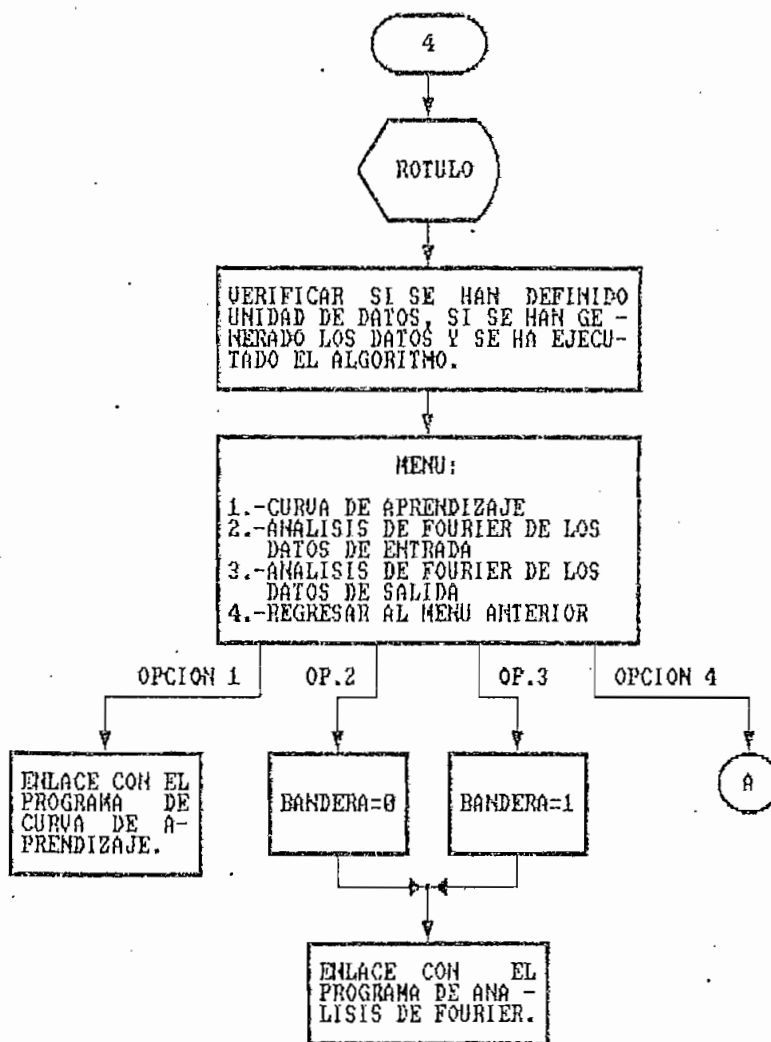 4
ROTULO
VERIFICAR SI SE HAN DEFINIDO
UNIDAD DE DATOS, SI SE HAN GE -
NERADO LOS DATOS Y SE HA EJECU-
TADO EL ALGORITMO.
MENU:
1.-CURVA DE APRENDIZAJE
2.-ANALISIS DE FOURIER DE LOS
DATOS DE ENTRADA
3.-ANALISIS DE FOURIER DE LOS
DATOS DE SALIDA
4.-REGRESAR AL MENU ANTERIOR
OPCION 1
OP.2
OP.3
OPCION 4
ENLACE CON EL
PROGRAMA DE
CURVA DE A-
PRENDIZAJE.
BANDERA=0
BANDERA=1
A
ENLACE CON EL
PROGRAMA DE ANA -
LISIS DE FOURIER.